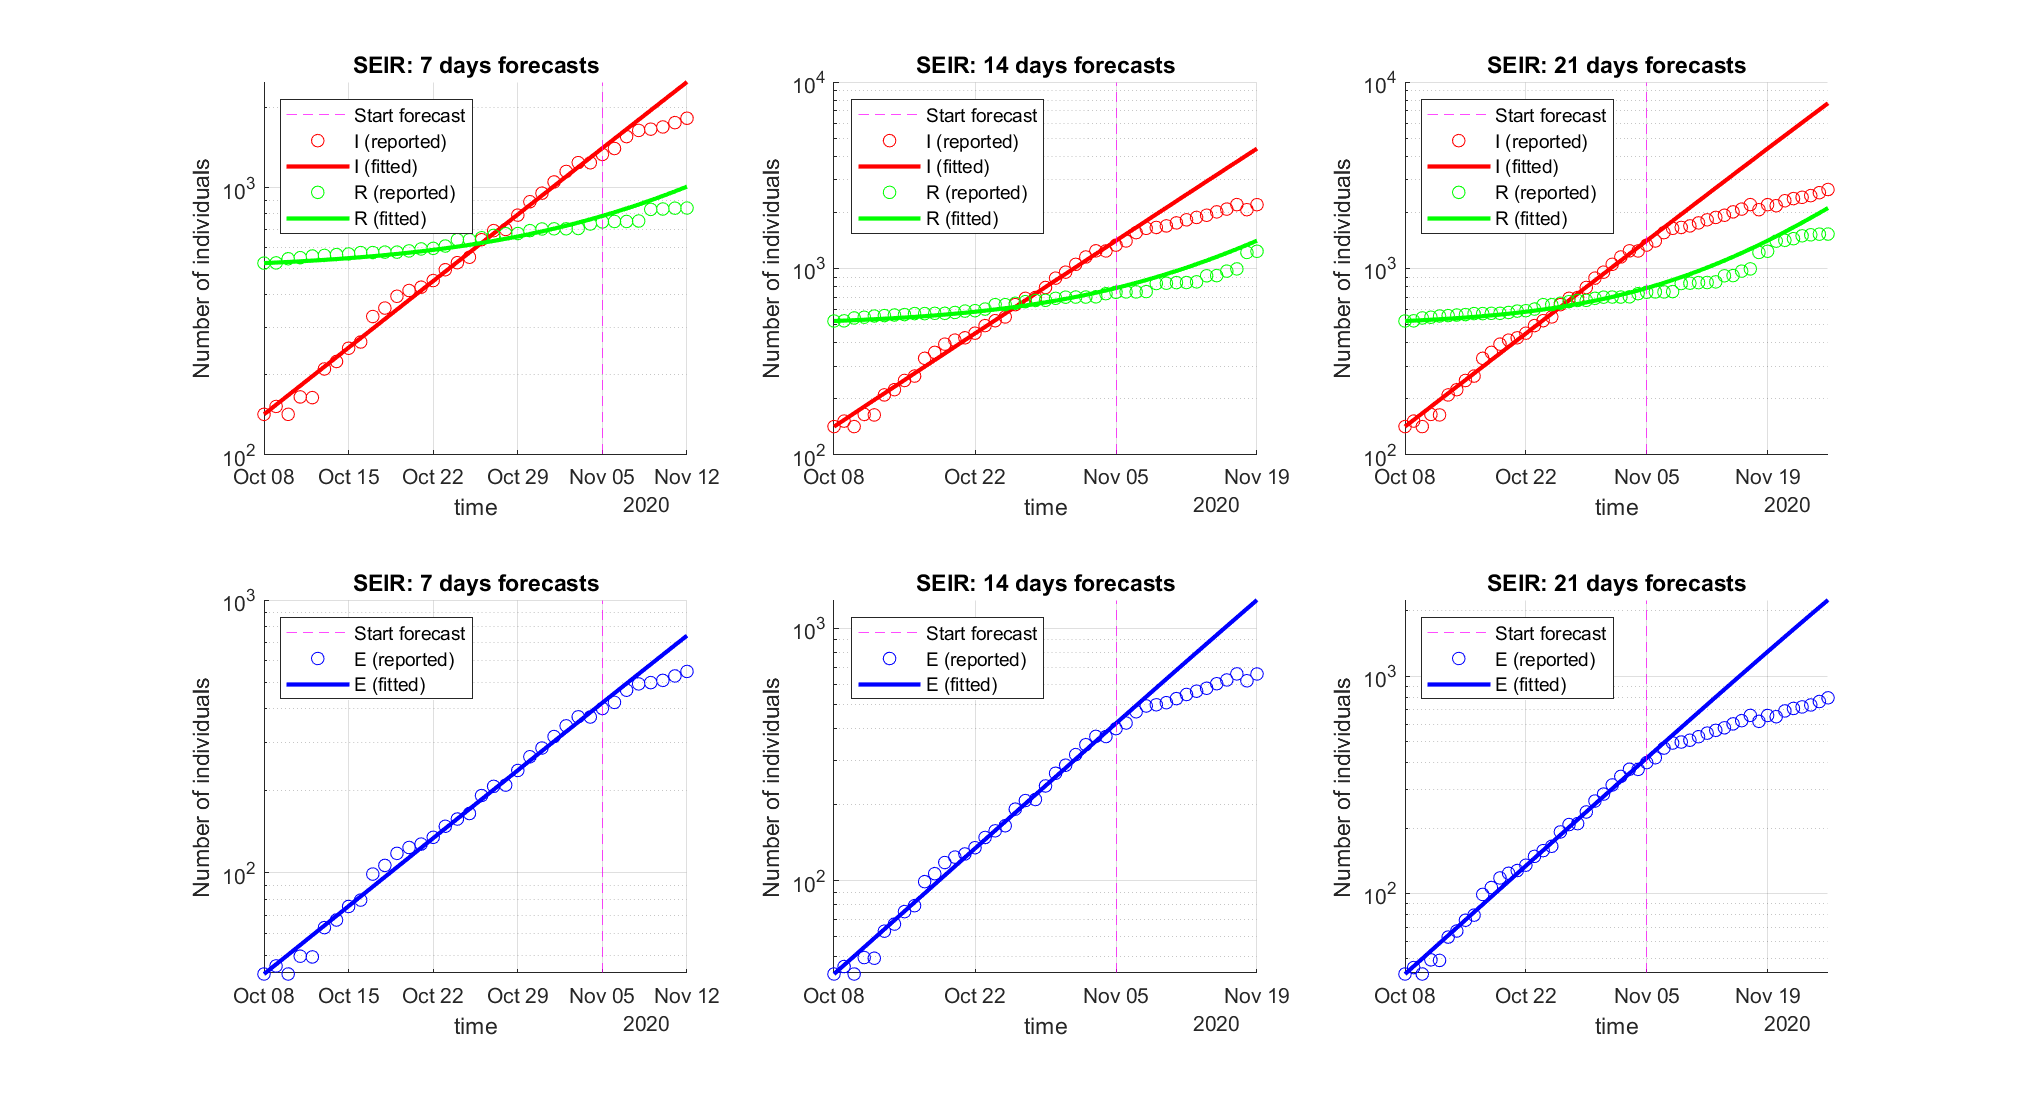 SEIR: 7 days forecasts
Number of individuals
10^3
10^2
Start forecast
I (reported)
I (fitted)
R (reported)
R (fitted)
Oct 08 Oct 15 Oct 22 Oct 29 Nov 05 Nov 12
time
2020
SEIR: 14 days forecasts
Number of individuals
10^4
10^3
10^2
Start forecast
I (reported)
I (fitted)
R (reported)
R (fitted)
Oct 08 Oct 22 Nov 05 Nov 19
time
2020
SEIR: 21 days forecasts
Number of individuals
10^4
10^3
10^2
Start forecast
I (reported)
I (fitted)
R (reported)
R (fitted)
Oct 08 Oct 22 Nov 05 Nov 19
time
2020
SEIR: 7 days forecasts
Number of individuals
10^3
10^2
Start forecast
E (reported)
E (fitted)
Oct 08 Oct 15 Oct 22 Oct 29 Nov 05 Nov 12
time
2020
SEIR: 14 days forecasts
Number of individuals
10^3
10^2
Start forecast
E (reported)
E (fitted)
Oct 08 Oct 22 Nov 05 Nov 19
time
2020
SEIR: 21 days forecasts
Number of individuals
10^3
10^2
Start forecast
E (reported)
E (fitted)
Oct 08 Oct 22 Nov 05 Nov 19
time
2020